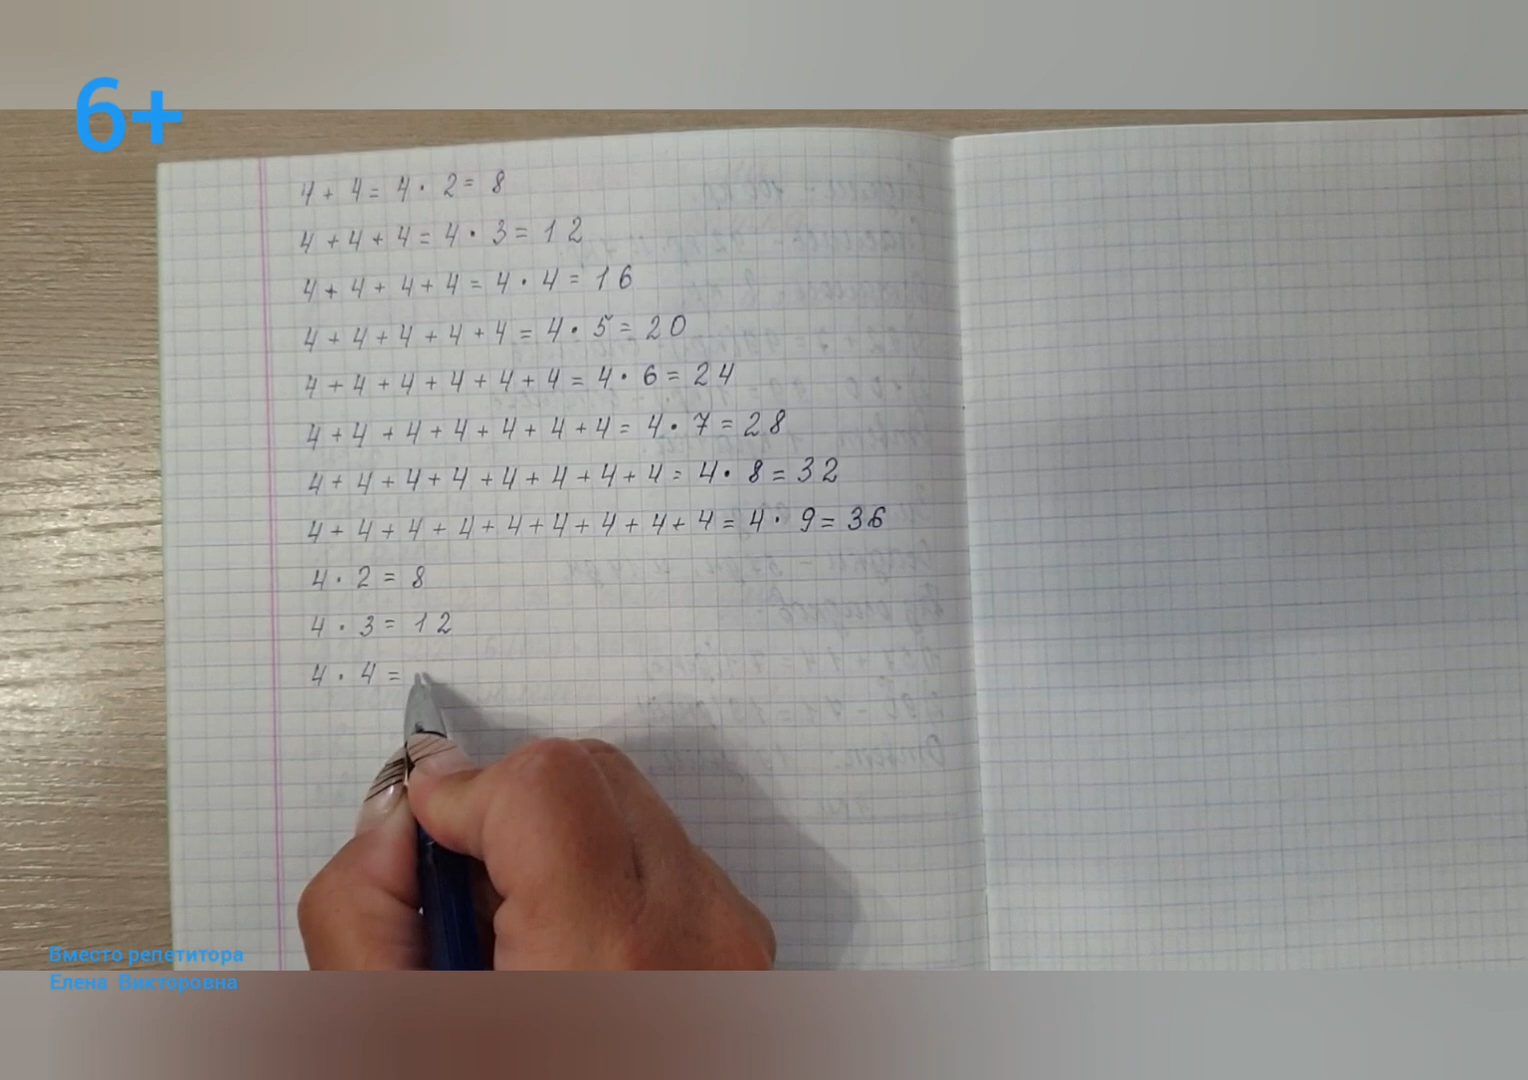 6+
4 + 4 = 4 · 2 = 8
4 + 4 + 4 = 4 · 3 = 12
4 + 4 + 4 + 4 = 4 · 4 = 16
4 + 4 + 4 + 4 + 4 = 4 · 5 = 20
4 + 4 + 4 + 4 + 4 + 4 = 4 · 6 = 24
4 + 4 + 4 + 4 + 4 + 4 + 4 = 4 · 7 = 28
4 + 4 + 4 + 4 + 4 + 4 + 4 + 4 = 4 · 8 = 32
4 + 4 + 4 + 4 + 4 + 4 + 4 + 4 + 4 = 4 · 9 = 36
4 · 2 = 8
4 · 3 = 12
4 · 4 =
Вместо репетитора
Елена Викторовна